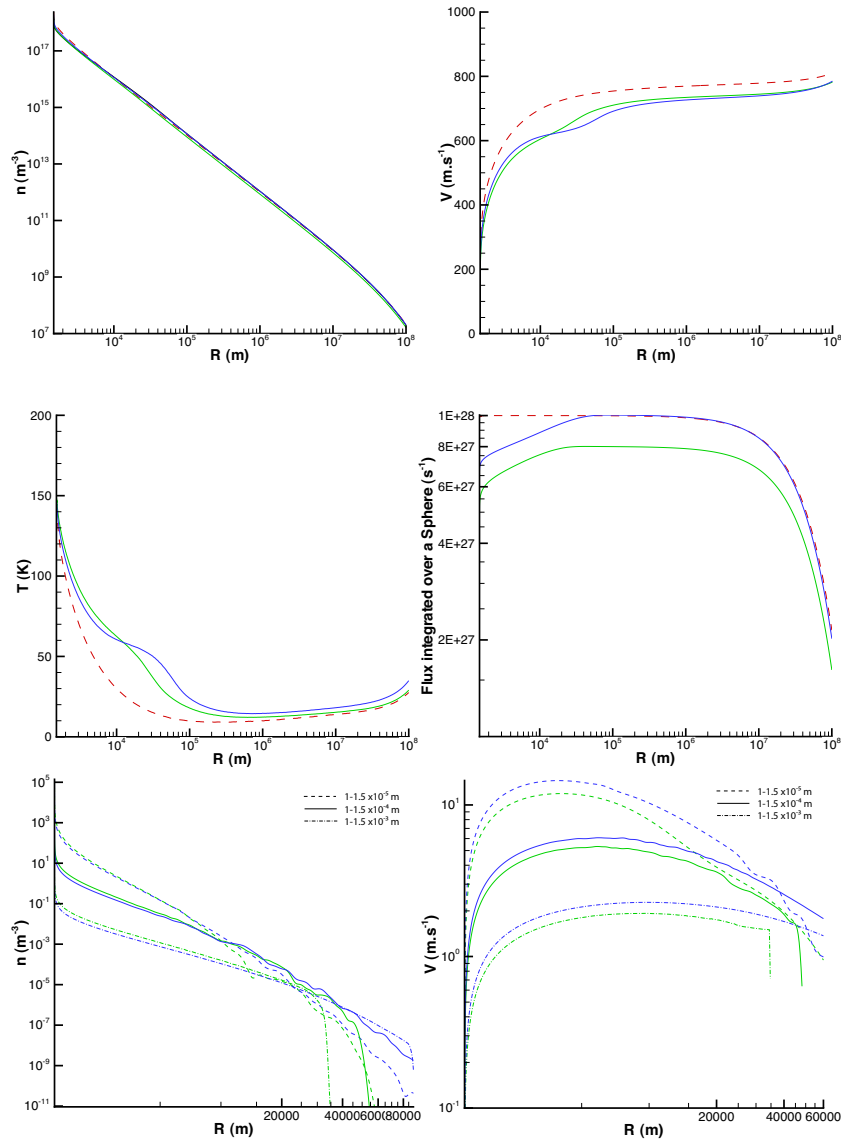 10¹⁷
10¹⁵
10¹³
10¹¹
10⁹
10⁷
n (m⁻³)
10⁴ 10⁵ 10⁶ 10⁷ 10⁸
R (m)
1000
800
600
400
200
0
V (m.s⁻¹)
10⁴ 10⁵ 10⁶ 10⁷ 10⁸
R (m)
200
150
100
50
0
T (K)
10⁴ 10⁵ 10⁶ 10⁷ 10⁸
R (m)
1E+28
8E+27
6E+27
4E+27
2E+27
Flux integrated over a Sphere (s⁻¹)
10⁴ 10⁵ 10⁶ 10⁷ 10⁸
R (m)
10⁵
10³
10¹
10⁻¹
10⁻³
10⁻⁵
10⁻⁷
10⁻⁹
10⁻¹¹
n (m⁻³)
1-1.5 x10⁻⁵ m
1-1.5 x10⁻⁴ m
1-1.5 x10⁻³ m
20000 40000 60000 80000
R (m)
10¹
10⁰
10⁻¹
V (m.s⁻¹)
1-1.5 x10⁻⁵ m
1-1.5 x10⁻⁴ m
1-1.5 x10⁻³ m
20000 40000 60000
R (m)